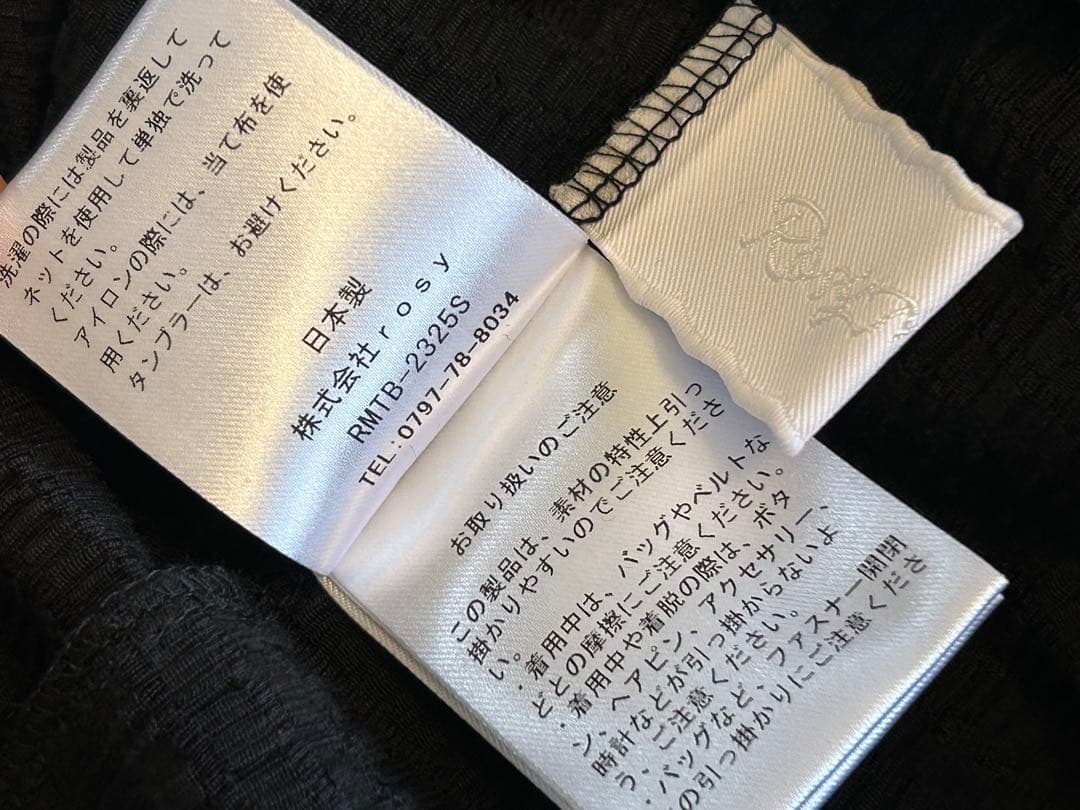 洗濯の際には製品を裏返して
ネットを使用して単独で洗って
ください。
アイロンの際には、当て布を使
用ください。
タンブラーは、お避けください。
日本製
株式会社rosy
RMTB-2325S
TEL:0797-78-8034
お取り扱いのご注意
この製品は、素材の特性上引っ
掛かりやすいのでご注意くださ
い。
・着用中は、バッグやベルトな
どとの摩擦にご注意ください。
・着用中や着脱の際は、ボタ
ン、ヘアピン、アクセサリー、
時計などが引っ掛からないよ
う、ご注意ください。
・バッグなど、ファスナー開閉
の引っ掛かりにご注意くださ